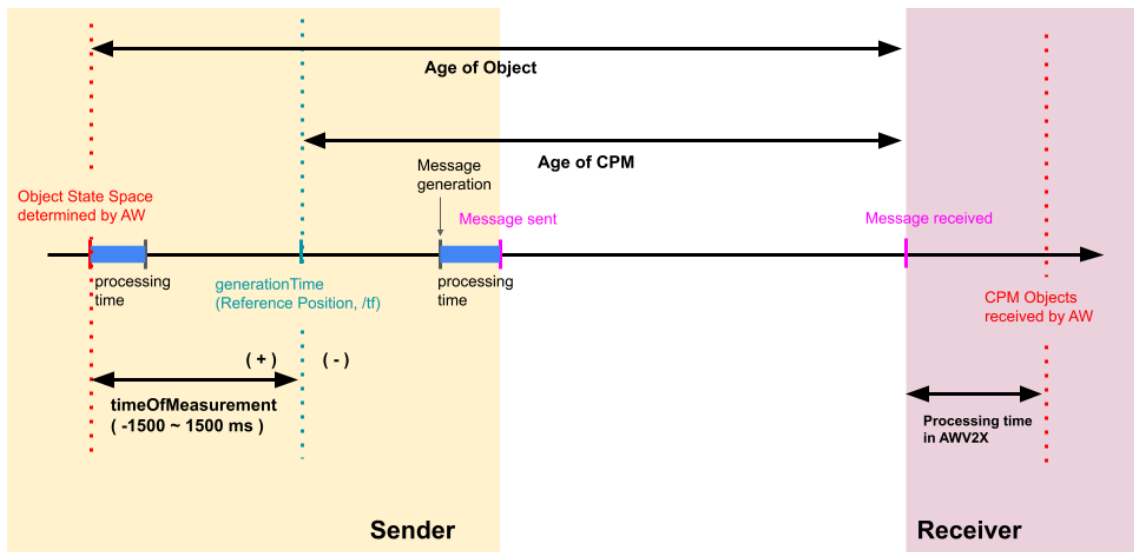 Age of Object
Age of CPM
Message
generation
Object State Space
determined by AW
Message sent
Message received
processing
time
generationTime
(Reference Position, /tf)
processing
time
CPM Objects
received by AW
( + )
( - )
timeOfMeasurement
( -1500 ~ 1500 ms )
Processing time
in AWV2X
Sender
Receiver